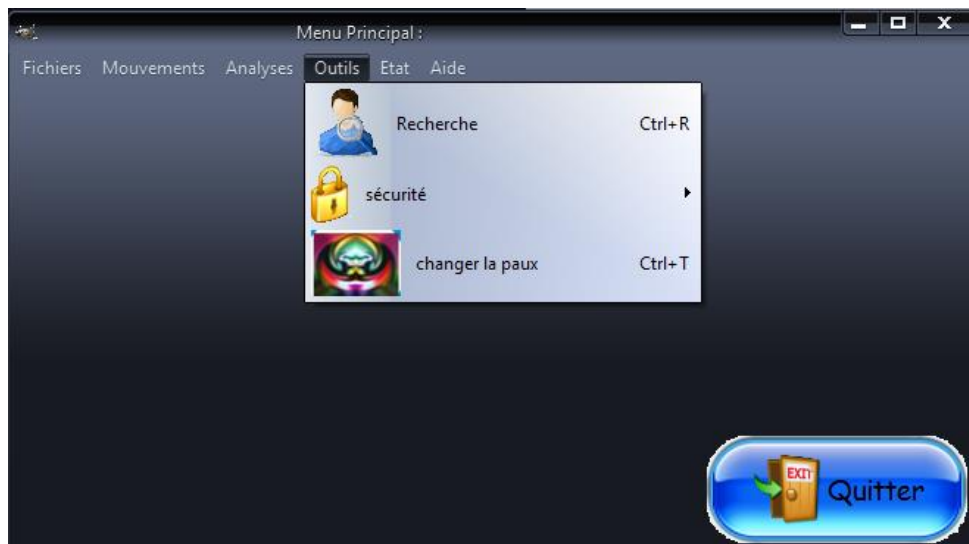 Menu Principal :
Fichiers Mouvements Analyses Outils Etat Aide
Recherche Ctrl+R
sécurité
changer la paux Ctrl+T
EXIT
Quitter